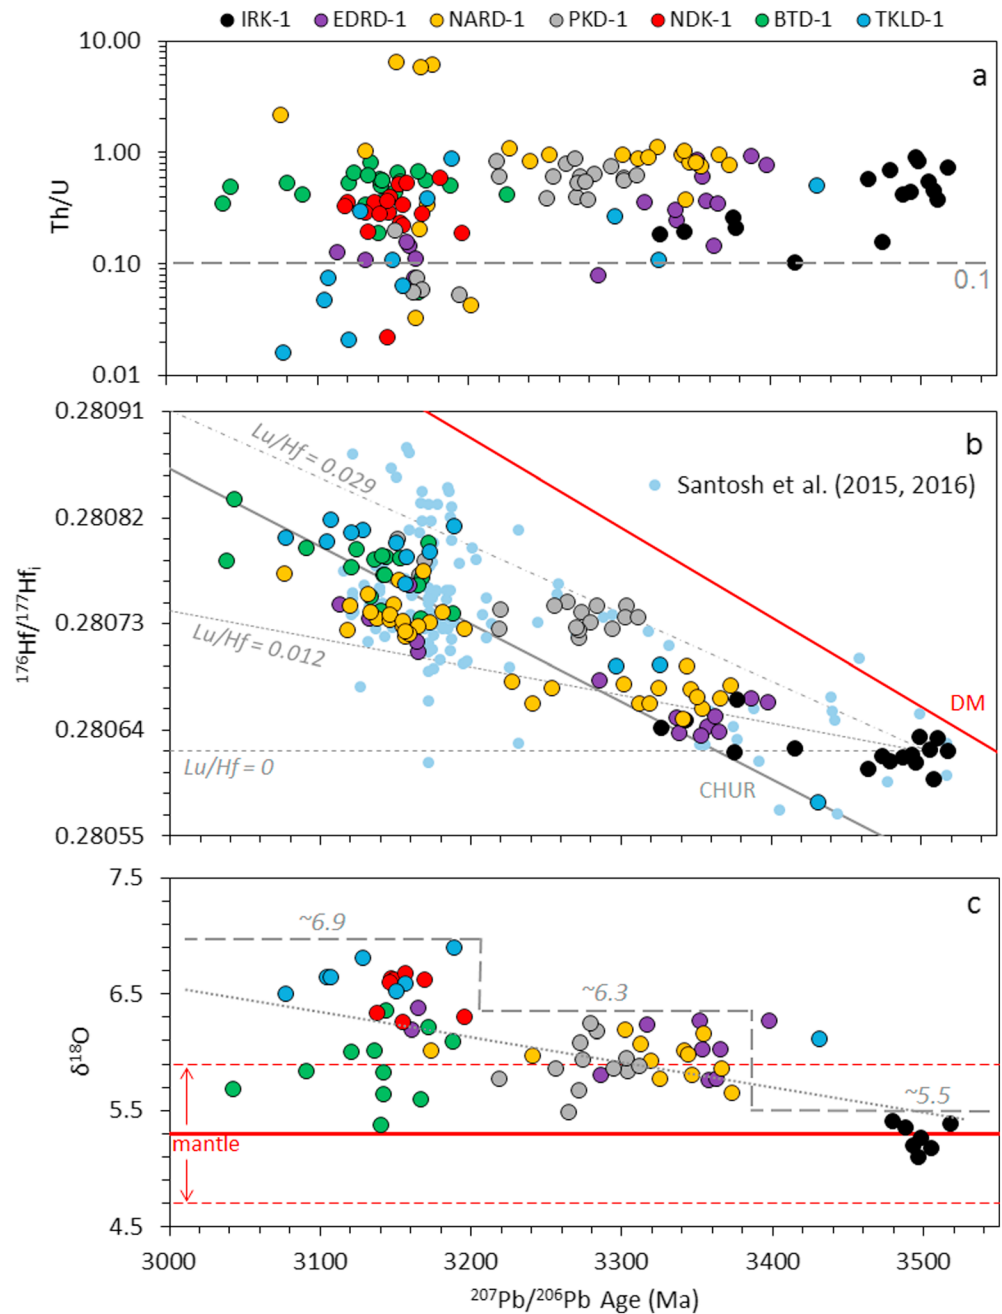 IRK-1 EDRD-1 NARD-1 PKD-1 NDK-1 BTD-1 TKLD-1
10.00
a
1.00
Th/U
0.10
0.1
0.01
0.28091
b
Lu/Hf = 0.029
Santosh et al. (2015, 2016)
0.28082
¹⁷⁶Hf/¹⁷⁷Hfᵢ
0.28073
Lu/Hf = 0.012
DM
0.28064
Lu/Hf = 0
CHUR
0.28055
7.5
c
~6.9
6.5
~6.3
δ¹⁸O
~5.5
5.5
mantle
4.5
3000 3100 3200 3300 3400 3500
²⁰⁷Pb/²⁰⁶Pb Age (Ma)